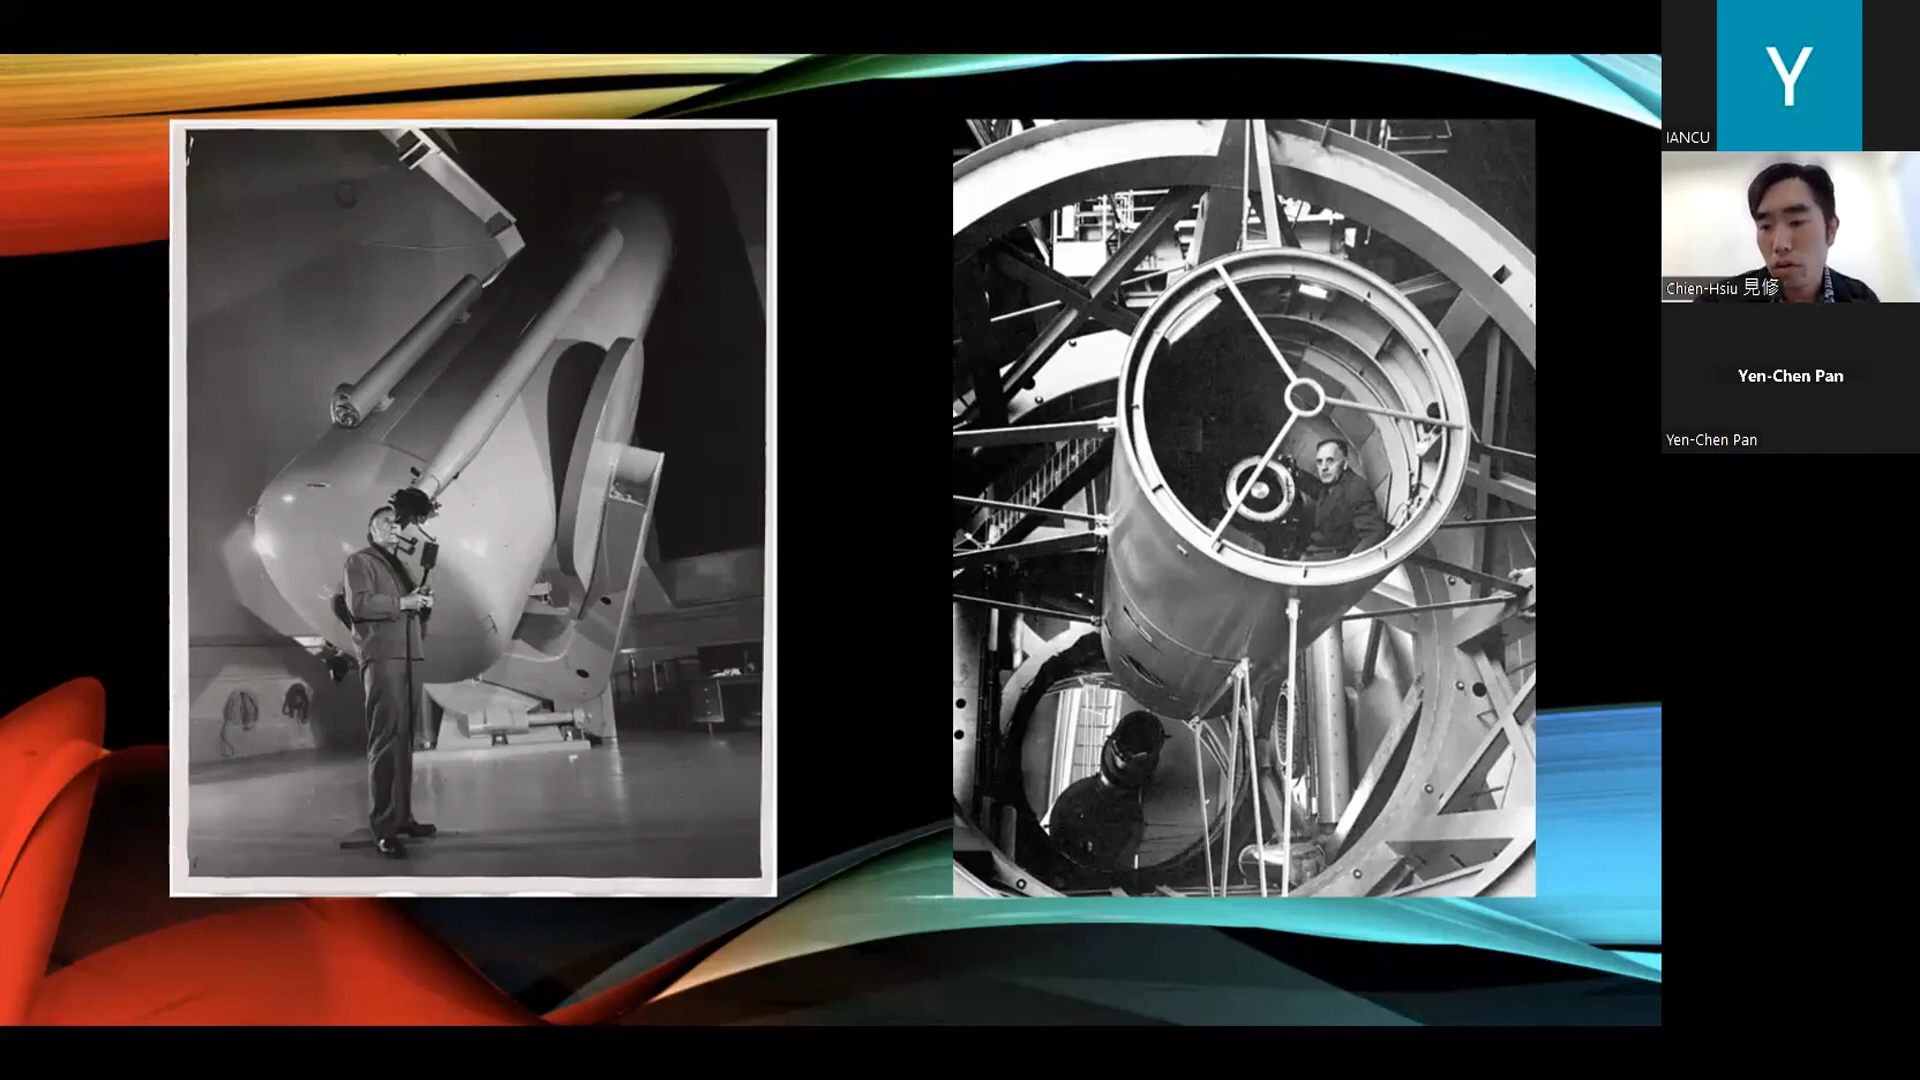 Y
IANCU
Chien-Hsiu 見修
Yen-Chen Pan
Yen-Chen Pan